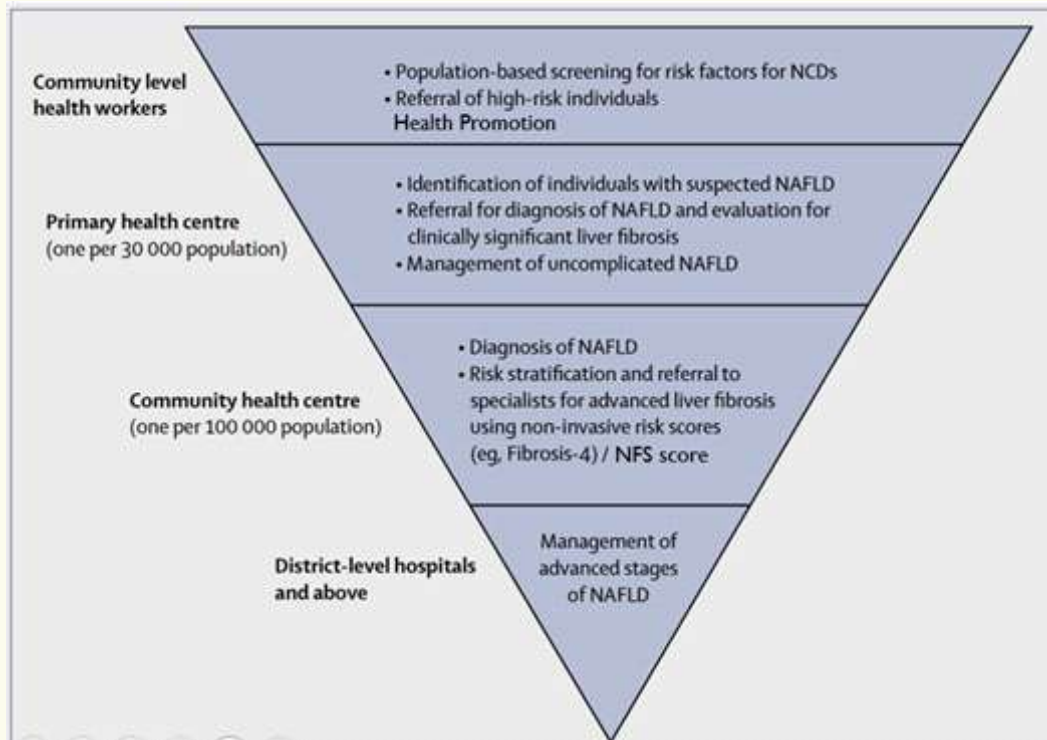 Community level
health workers
• Population-based screening for risk factors for NCDs
• Referral of high-risk individuals
Health Promotion
Primary health centre
(one per 30 000 population)
• Identification of individuals with suspected NAFLD
• Referral for diagnosis of NAFLD and evaluation for
clinically significant liver fibrosis
• Management of uncomplicated NAFLD
Community health centre
(one per 100 000 population)
• Diagnosis of NAFLD
• Risk stratification and referral to
specialists for advanced liver fibrosis
using non-invasive risk scores
(eg, Fibrosis-4) / NFS score
District-level hospitals
and above
Management of
advanced stages
of NAFLD